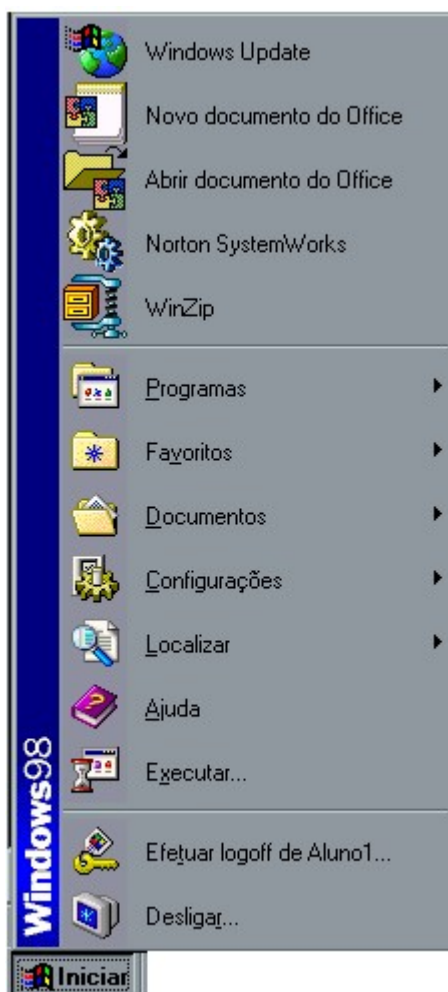 Windows Update
Novo documento do Office
Abrir documento do Office
Norton SystemWorks
WinZip
Programas
Favoritos
Documentos
Configurações
Localizar
Ajuda
Executar...
Efetuar logoff de Aluno1...
Desligar...
Windows98
Iniciar